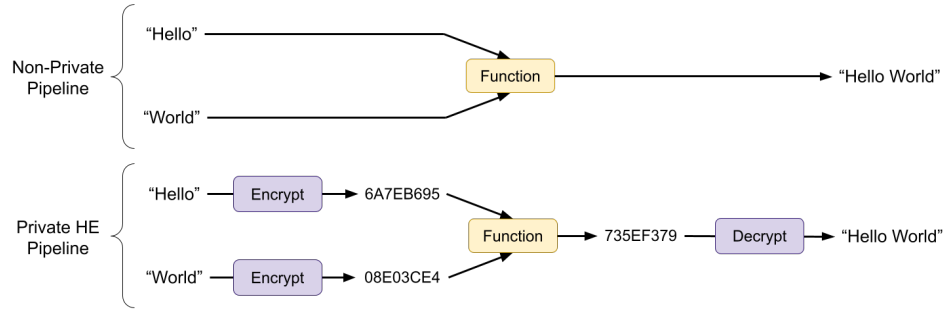 “Hello”
Non-Private
Pipeline
Function
“Hello World”
“World”
“Hello”
Encrypt
6A7EB695
Private HE
Pipeline
Function
735EF379
Decrypt
“Hello World”
“World”
Encrypt
08E03CE4